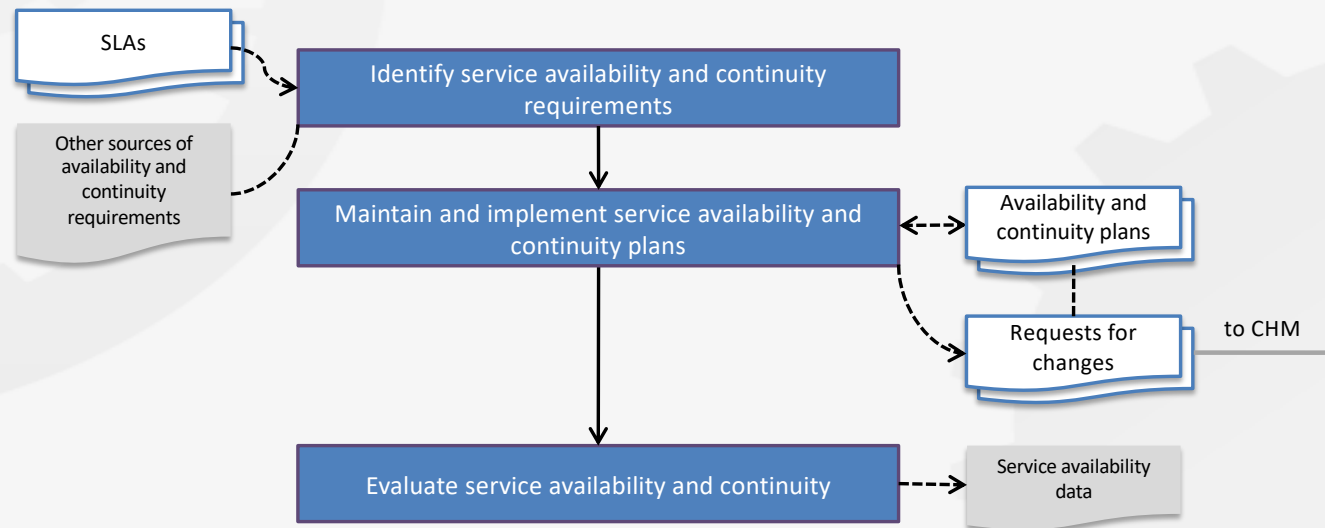 SLAs
Identify service availability and continuity
requirements
Other sources of
availability and
continuity
requirements
Maintain and implement service availability and
continuity plans
Availability and
continuity plans
Requests for
changes
to CHM
Evaluate service availability and continuity
Service availability
data